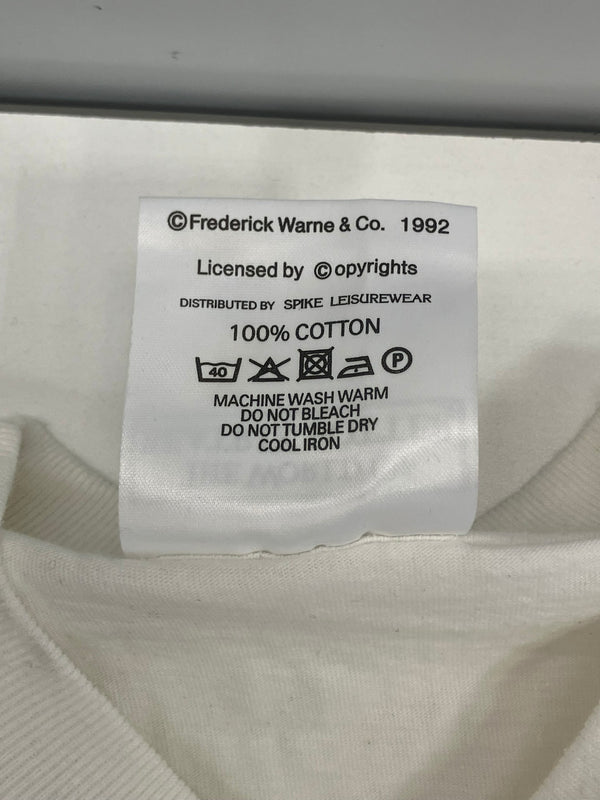 ©Frederick Warne & Co. 1992
Licensed by ©opyrights
DISTRIBUTED BY SPIKE LEISUREWEAR
100% COTTON
40 P
MACHINE WASH WARM
DO NOT BLEACH
DO NOT TUMBLE DRY
COOL IRON